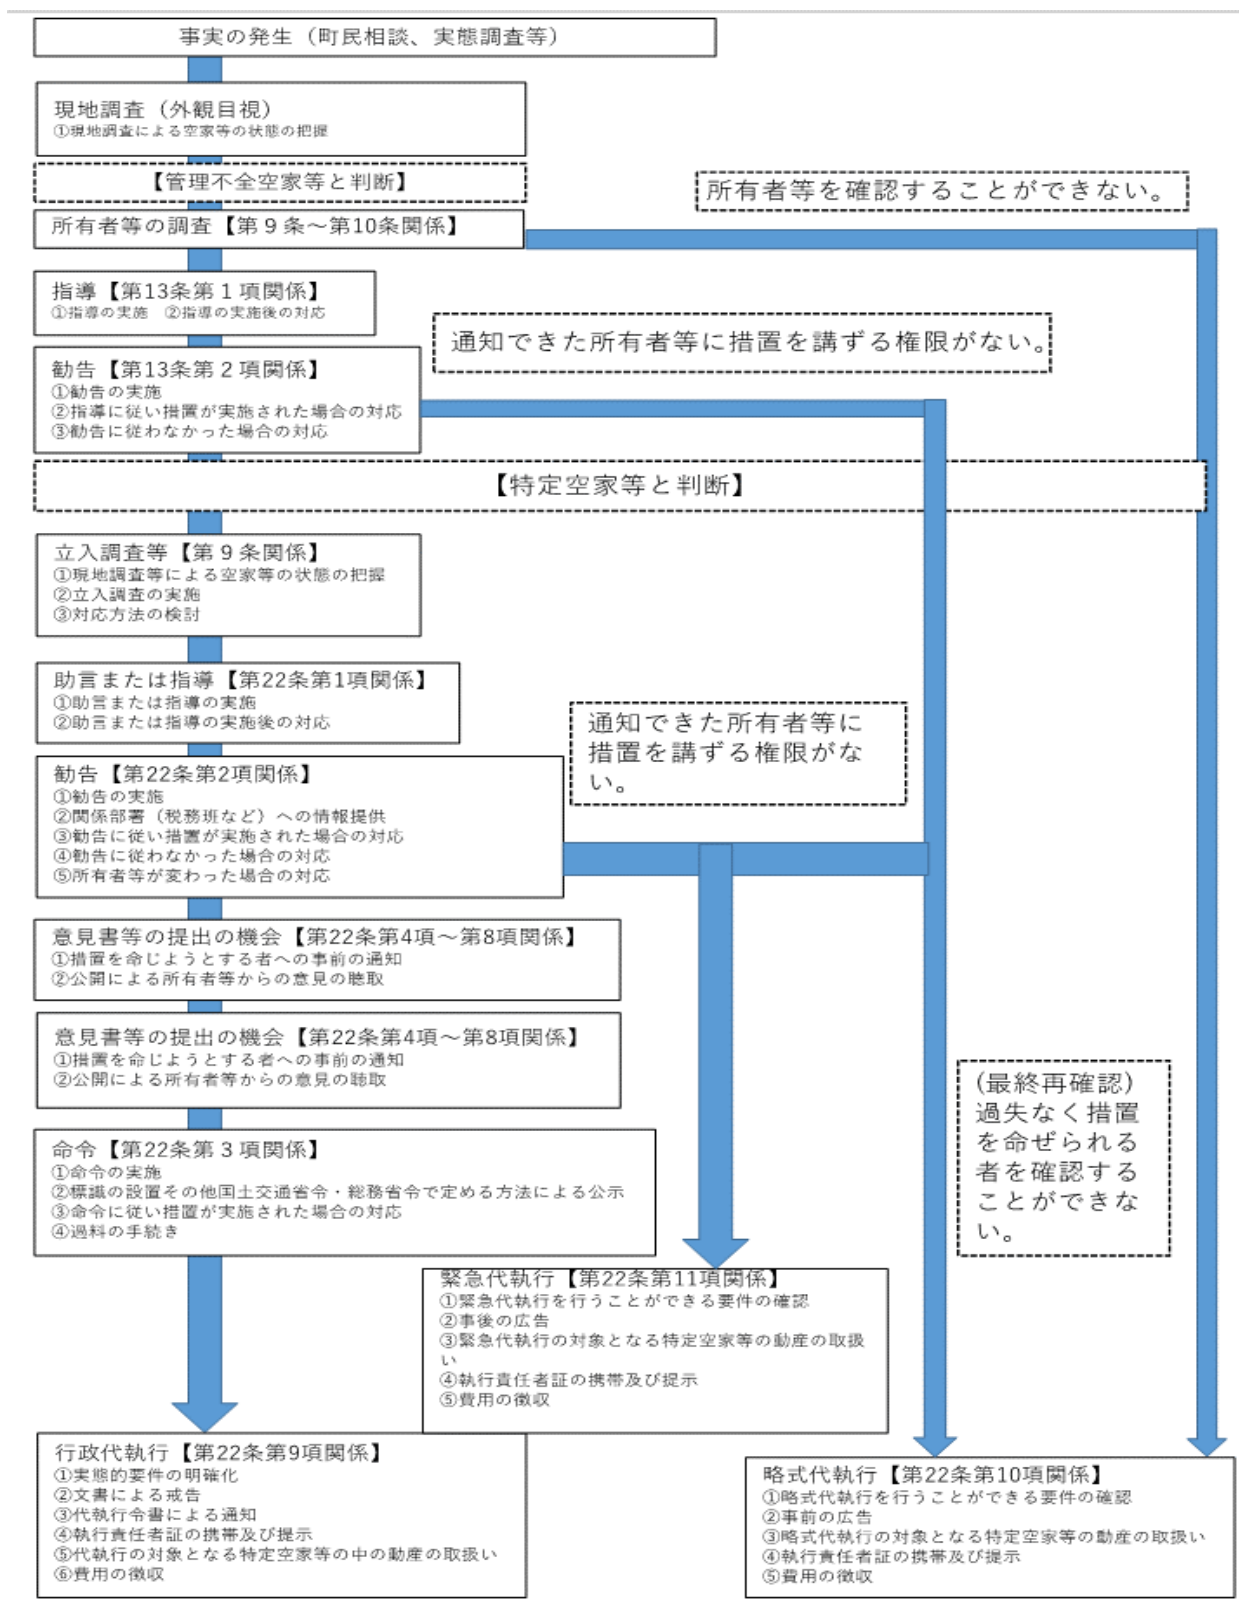 事実の発生（町民相談、実態調査等）
現地調査（外観目視）
①現地調査による空家等の状態の把握
【管理不全空家等と判断】
所有者等を確認することができない。
所有者等の調査【第９条～第10条関係】
指導【第13条第１項関係】
①指導の実施　②指導の実施後の対応
通知できた所有者等に措置を講ずる権限がない。
勧告【第13条第２項関係】
①勧告の実施
②指導に従い措置が実施された場合の対応
③勧告に従わなかった場合の対応
【特定空家等と判断】
立入調査等【第９条関係】
①現地調査等による空家等の状態の把握
②立入調査の実施
③対応方法の検討
助言または指導【第22条第1項関係】
①助言または指導の実施
②助言または指導の実施後の対応
通知できた所有者等に
措置を講ずる権限がな
い。
勧告【第22条第2項関係】
①勧告の実施
②関係部署（税務班など）への情報提供
③勧告に従い措置が実施された場合の対応
④勧告に従わなかった場合の対応
⑤所有者等が変わった場合の対応
意見書等の提出の機会【第22条第4項～第8項関係】
①措置を命じようとする者への事前の通知
②公開による所有者等からの意見の聴取
意見書等の提出の機会【第22条第4項～第8項関係】
①措置を命じようとする者への事前の通知
②公開による所有者等からの意見の聴取
(最終再確認)
過失なく措置
を命ぜられる
者を確認する
ことができな
い。
命令【第22条第３項関係】
①命令の実施
②標識の設置その他国土交通省令・総務省令で定める方法による公示
③命令に従い措置が実施された場合の対応
④過料の手続き
緊急代執行【第22条第11項関係】
①緊急代執行を行うことができる要件の確認
②事後の広告
③緊急代執行の対象となる特定空家等の動産の取扱
い
④執行責任者証の携帯及び提示
⑤費用の徴収
行政代執行【第22条第9項関係】
①実態的要件の明確化
②文書による戒告
③代執行令書による通知
④執行責任者証の携帯及び提示
⑤代執行の対象となる特定空家等の中の動産の取扱い
⑥費用の徴収
略式代執行【第22条第10項関係】
①略式代執行を行うことができる要件の確認
②事前の広告
③略式代執行の対象となる特定空家等の動産の取扱い
④執行責任者証の携帯及び提示
⑤費用の徴収